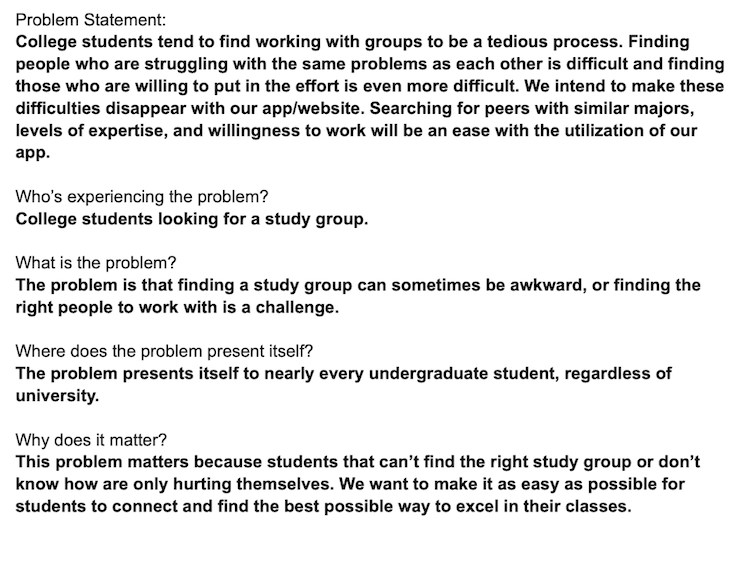 Problem Statement:
College students tend to find working with groups to be a tedious process. Finding
people who are struggling with the same problems as each other is difficult and finding
those who are willing to put in the effort is even more difficult. We intend to make these
difficulties disappear with our app/website. Searching for peers with similar majors,
levels of expertise, and willingness to work will be an ease with the utilization of our
app.
Who’s experiencing the problem?
College students looking for a study group.
What is the problem?
The problem is that finding a study group can sometimes be awkward, or finding the
right people to work with is a challenge.
Where does the problem present itself?
The problem presents itself to nearly every undergraduate student, regardless of
university.
Why does it matter?
This problem matters because students that can’t find the right study group or don’t
know how are only hurting themselves. We want to make it as easy as possible for
students to connect and find the best possible way to excel in their classes.